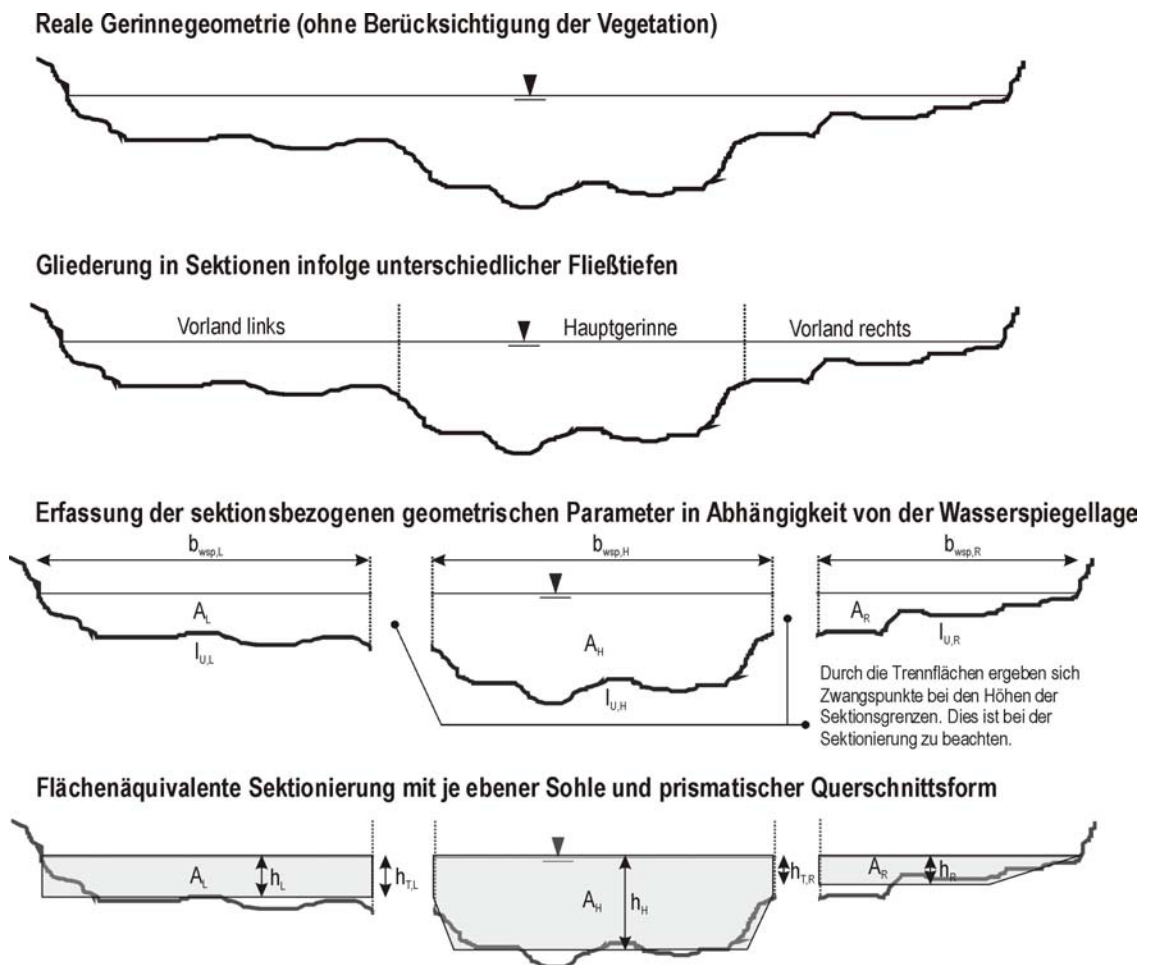 Reale Gerinnegeometrie (ohne Berücksichtigung der Vegetation)
Gliederung in Sektionen infolge unterschiedlicher Fließtiefen
Vorland links
Hauptgerinne
Vorland rechts
Erfassung der sektionsbezogenen geometrischen Parameter in Abhängigkeit von der Wasserspiegellage
b_wsp,L
b_wsp,H
b_wsp,R
A_L
l_U,L
A_H
l_U,H
A_R
l_U,R
Durch die Trennflächen ergeben sich
Zwangspunkte bei den Höhen der
Sektionsgrenzen. Dies ist bei der
Sektionierung zu beachten.
Flächenäquivalente Sektionierung mit je ebener Sohle und prismatischer Querschnittsform
A_L
h_L
h_T,L
A_H
h_H
h_T,R
A_R
h_R